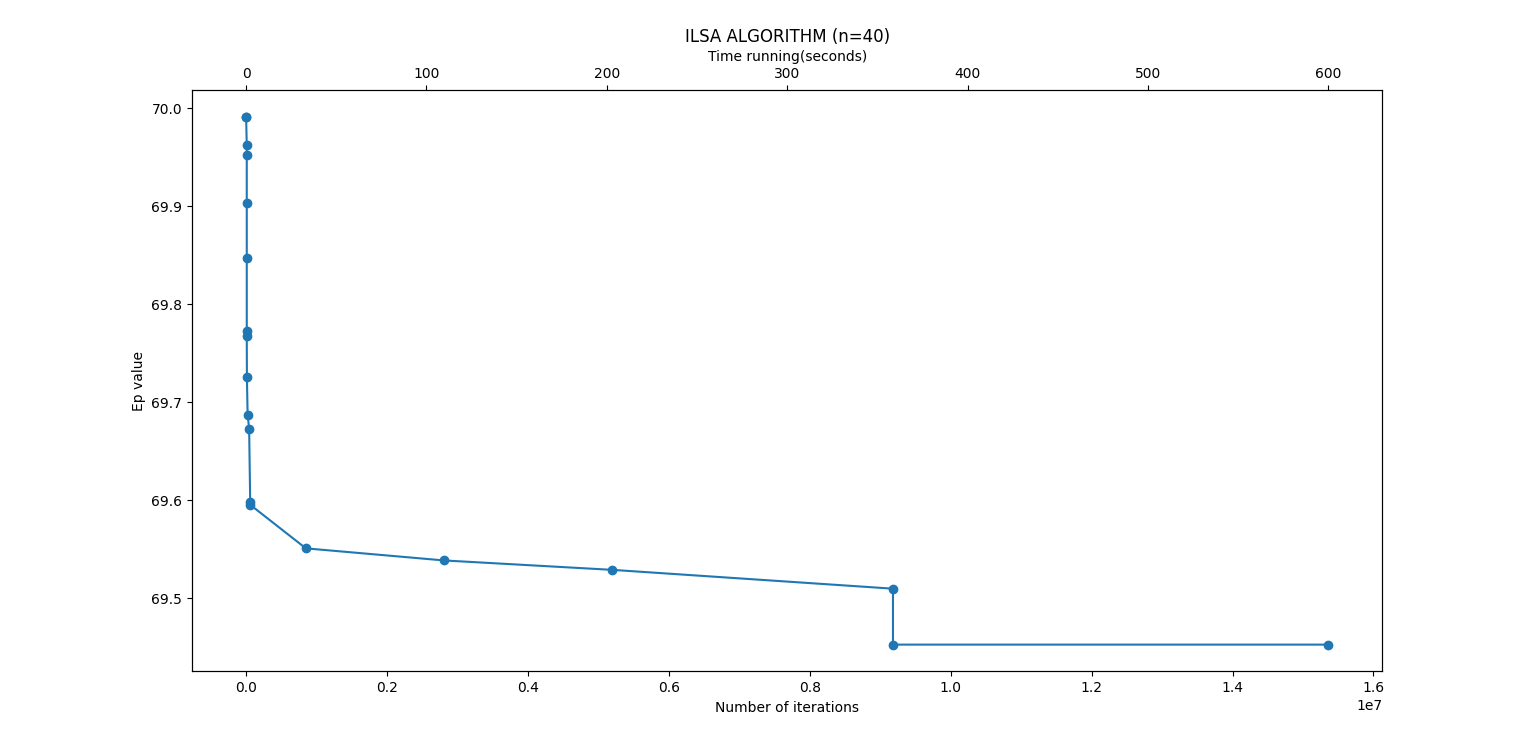 ILSA ALGORITHM (n=40)
Time running(seconds)
0 100 200 300 400 500 600
70.0
69.9
69.8
69.7
69.6
69.5
Ep value
0.0 0.2 0.4 0.6 0.8 1.0 1.2 1.4 1.6
1e7
Number of iterations